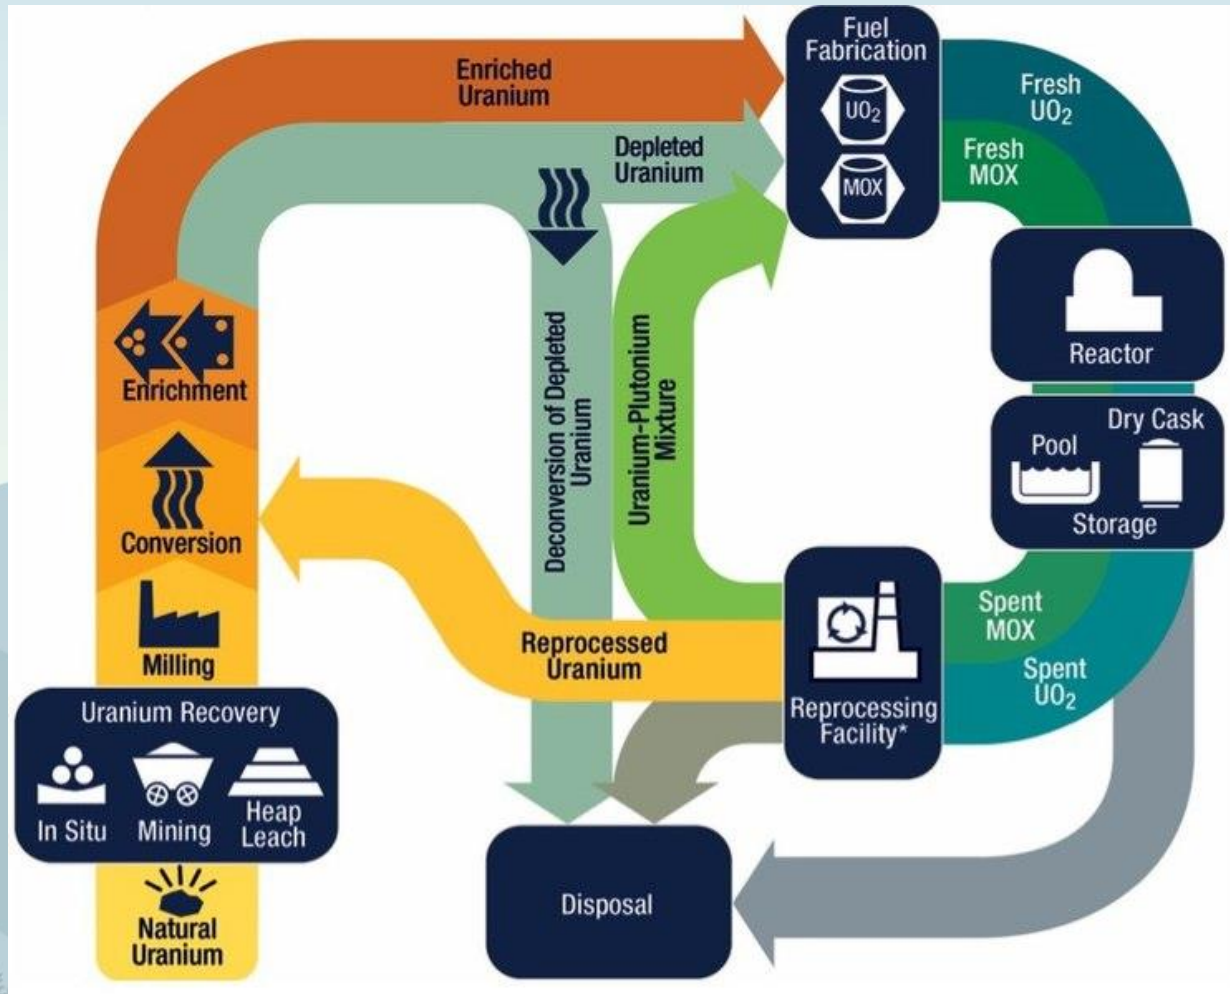 Enriched
Uranium
Depleted
Uranium
Fuel
Fabrication
UO₂
MOX
Fresh
UO₂
Fresh
MOX
Reactor
Dry Cask
Pool
Storage
Enrichment
Conversion
Milling
Uranium Recovery
In Situ
Mining
Heap
Leach
Natural
Uranium
Deconversion of Depleted
Uranium
Uranium-Plutonium
Mixture
Reprocessed
Uranium
Reprocessing
Facility*
Spent
MOX
Spent
UO₂
Disposal